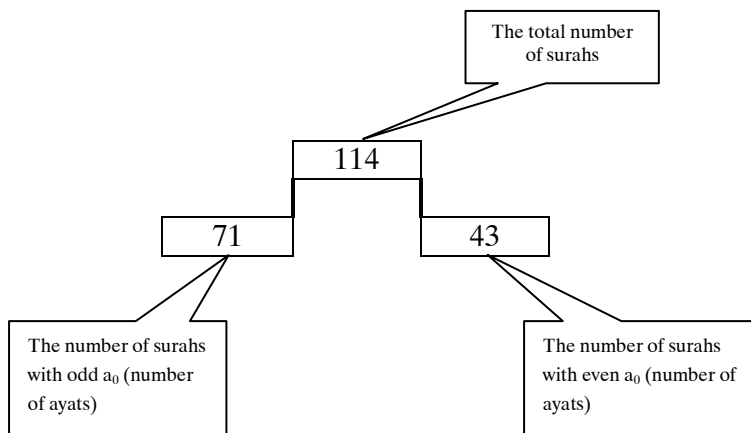 The total number
of surahs
114
71
43
The number of surahs
with odd a₀ (number
of ayats)
The number of surahs
with even a₀ (number of
ayats)